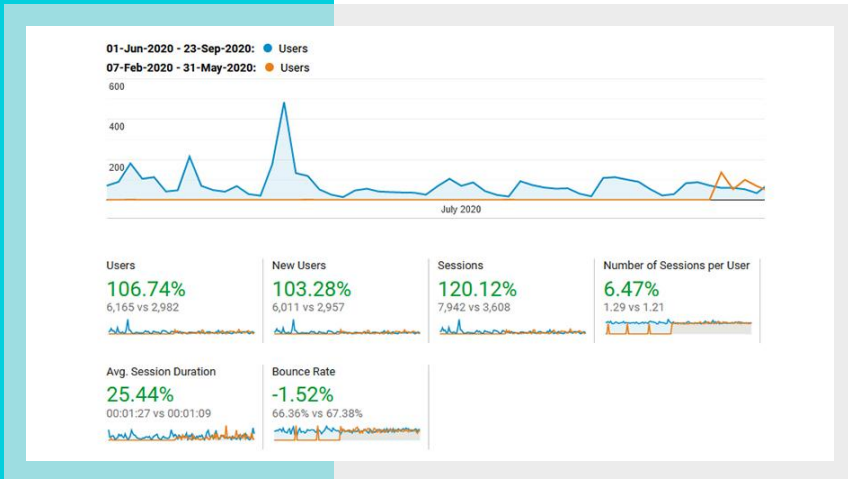 01-Jun-2020 - 23-Sep-2020: Users
07-Feb-2020 - 31-May-2020: Users
600
400
200
July 2020
Users
106.74%
6,165 vs 2,982
New Users
103.28%
6,011 vs 2,957
Sessions
120.12%
7,942 vs 3,608
Number of Sessions per User
6.47%
1.29 vs 1.21
Avg. Session Duration
25.44%
00:01:27 vs 00:01:09
Bounce Rate
-1.52%
66.36% vs 67.38%